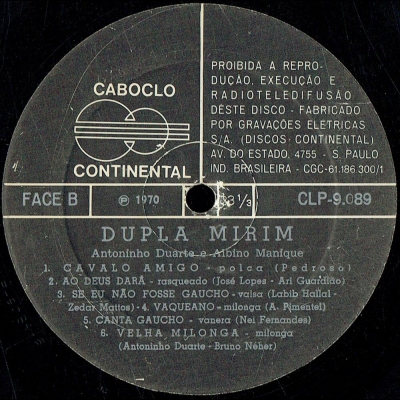 CABOCLO
CONTINENTAL
PROIBIDA A REPRO-
DUÇÃO, EXECUÇÃO E
RADIOTELEDIFUSÃO
DESTE DISCO - FABRICADO
POR GRAVAÇÕES ELETRICAS
S/A. (DISCOS CONTINENTAL)
AV. DO ESTADO, 4755 - S. PAULO
IND. BRASILEIRA - CGC-61.186.300/1
FACE B
Ⓟ 1970
33 1/3
CLP-9.089
DUPLA MIRIM
Antoninho Duarte e Albino Manique
1. CAVALO AMIGO - polca (Pedroso)
2. AO DEUS DARÁ - rasqueado (José Lopes - Ari Guardião)
3. SE EU NÃO FOSSE GAUCHO - valsa (Labib Hallal -
Zedar Mattos) - 4. VAQUEANO - milonga (A. Pimentel)
5. CANTA GAUCHO - vanera (Nei Fernandes)
6. VELHA MILONGA - milonga
(Antoninho Duarte - Bruno Néher)